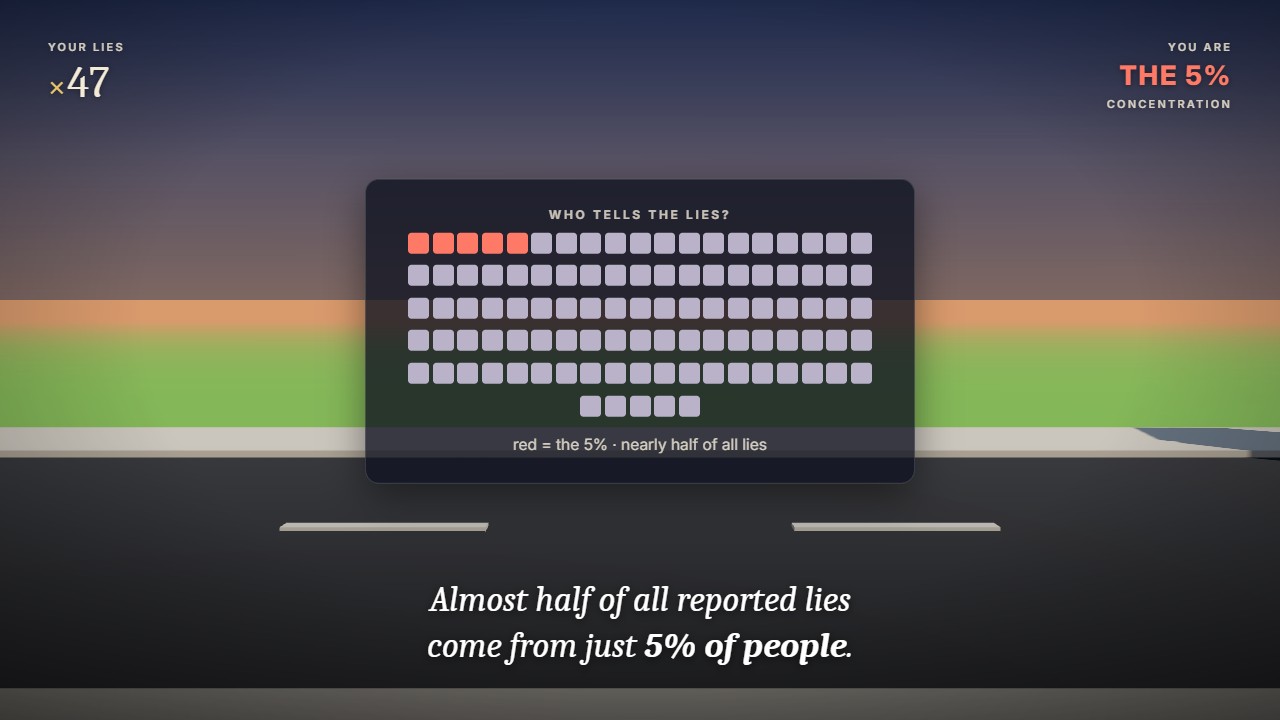 YOUR LIES
×47
YOU ARE
THE 5%
CONCENTRATION
WHO TELLS THE LIES?
red = the 5% · nearly half of all lies
Almost half of all reported lies
come from just 5% of people.